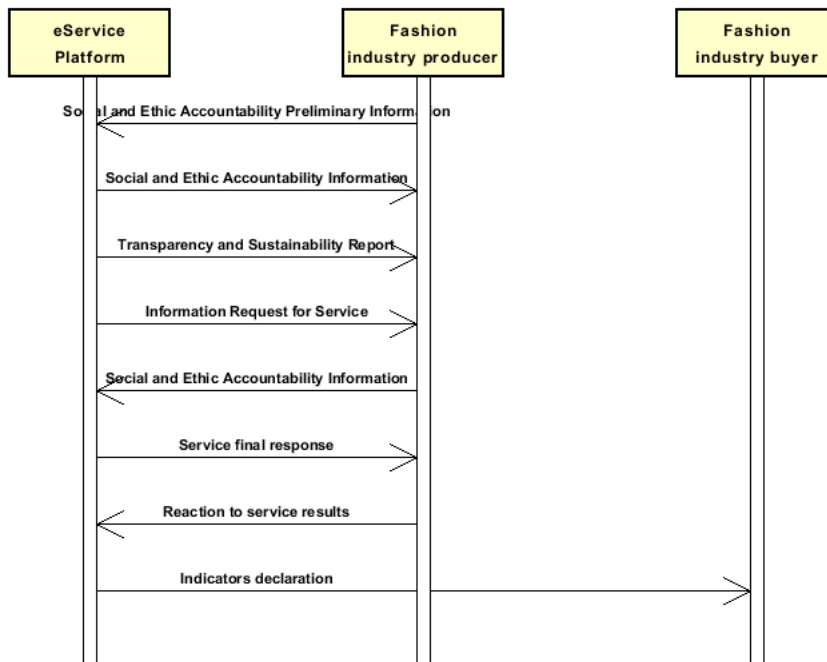 eService
Platform
Fashion
industry producer
Fashion
industry buyer
Social and Ethic Accountability Preliminary Information
Social and Ethic Accountability Information
Transparency and Sustainability Report
Information Request for Service
Social and Ethic Accountability Information
Service final response
Reaction to service results
Indicators declaration